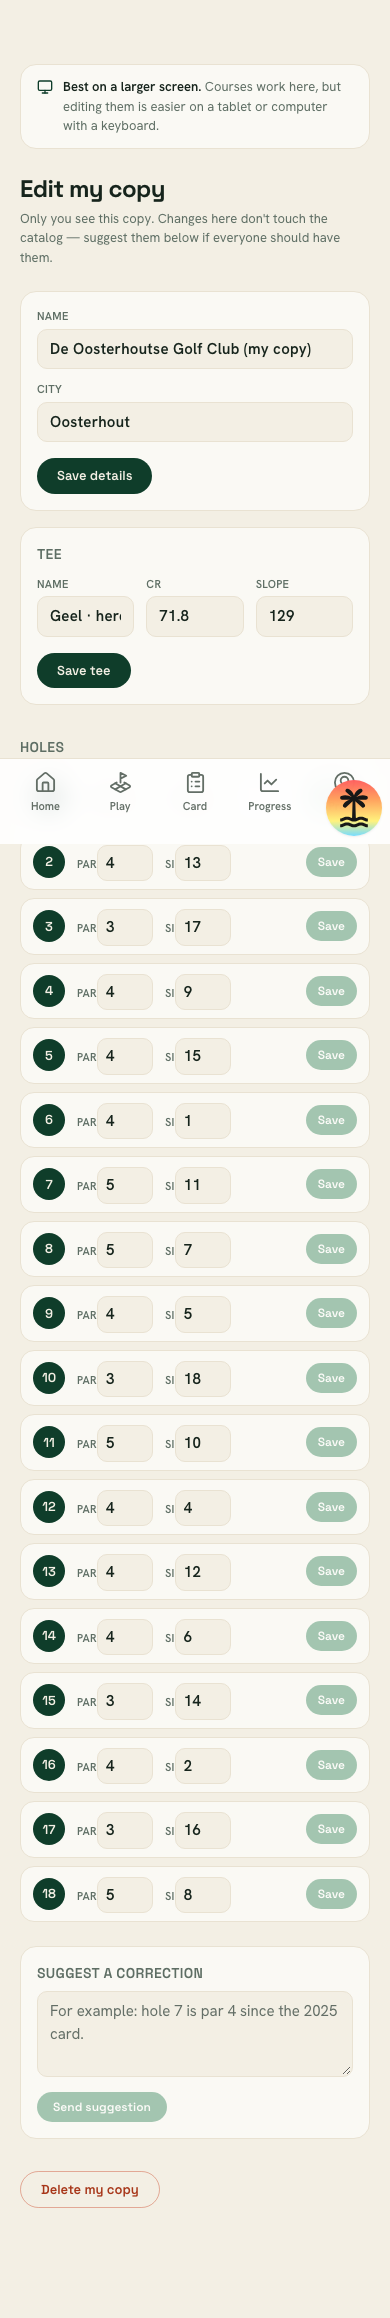 Best on a larger screen. Courses work here, but
editing them is easier on a tablet or computer
with a keyboard.
Edit my copy
Only you see this copy. Changes here don't touch the
catalog — suggest them below if everyone should have
them.
NAME
De Oosterhoutse Golf Club (my copy)
CITY
Oosterhout
Save details
TEE
NAME CR SLOPE
Geel · here 71.8 129
Save tee
HOLES
Home Play Card Progress
2 PAR 4 SI 13 Save
3 PAR 3 SI 17 Save
4 PAR 4 SI 9 Save
5 PAR 4 SI 15 Save
6 PAR 4 SI 1 Save
7 PAR 5 SI 11 Save
8 PAR 5 SI 7 Save
9 PAR 4 SI 5 Save
10 PAR 3 SI 18 Save
11 PAR 5 SI 10 Save
12 PAR 4 SI 4 Save
13 PAR 4 SI 12 Save
14 PAR 4 SI 6 Save
15 PAR 3 SI 14 Save
16 PAR 4 SI 2 Save
17 PAR 3 SI 16 Save
18 PAR 5 SI 8 Save
SUGGEST A CORRECTION
For example: hole 7 is par 4 since the 2025
card.
Send suggestion
Delete my copy